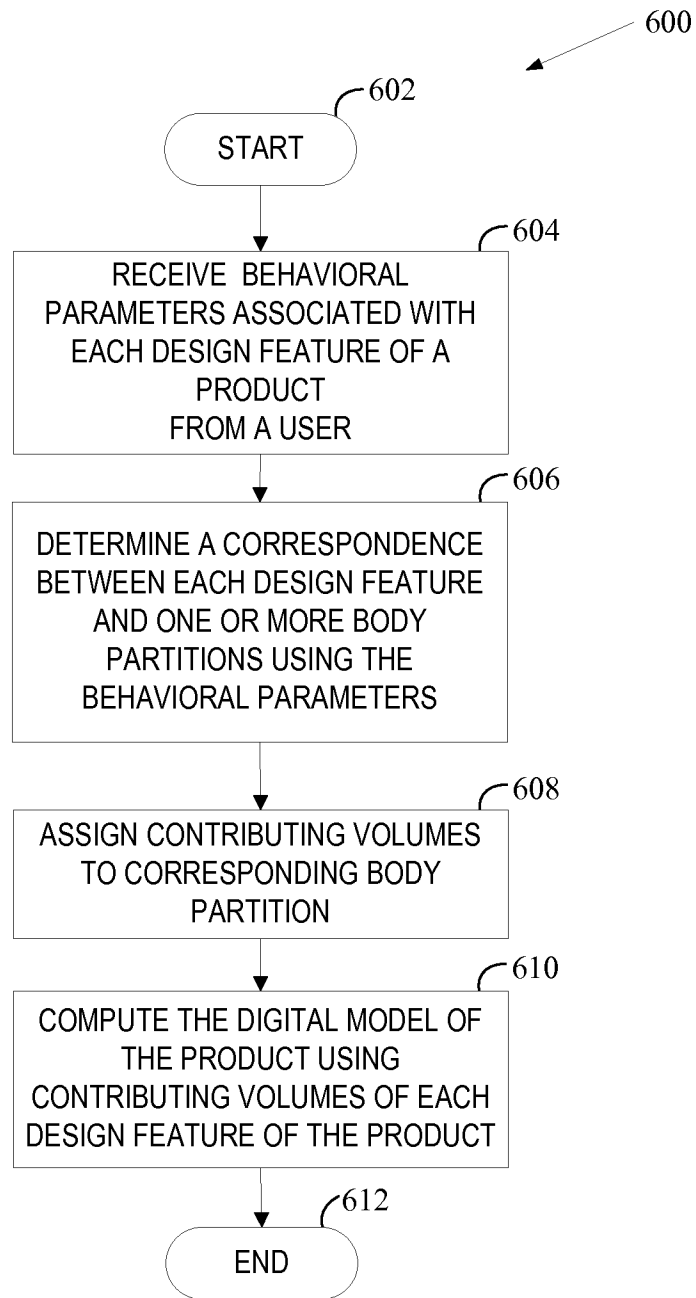 600
602
START
604
RECEIVE BEHAVIORAL
PARAMETERS ASSOCIATED WITH
EACH DESIGN FEATURE OF A
PRODUCT
FROM A USER
606
DETERMINE A CORRESPONDENCE
BETWEEN EACH DESIGN FEATURE
AND ONE OR MORE BODY
PARTITIONS USING THE
BEHAVIORAL PARAMETERS
608
ASSIGN CONTRIBUTING VOLUMES
TO CORRESPONDING BODY
PARTITION
610
COMPUTE THE DIGITAL MODEL OF
THE PRODUCT USING
CONTRIBUTING VOLUMES OF EACH
DESIGN FEATURE OF THE PRODUCT
612
END